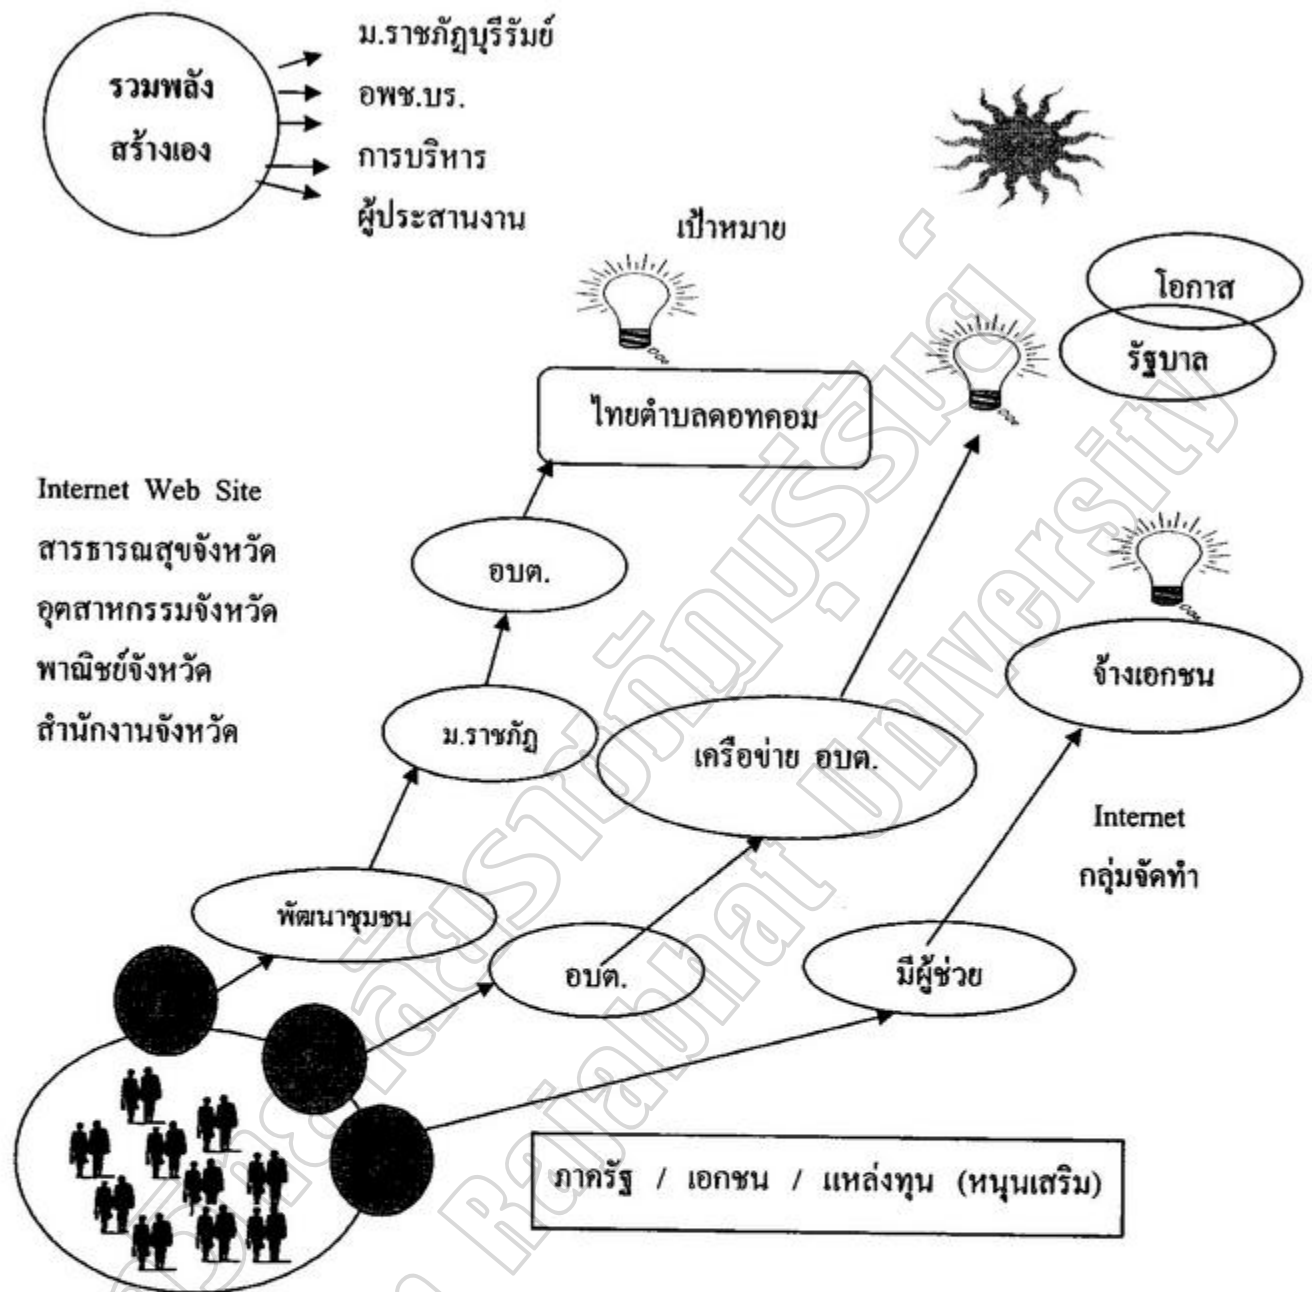 รวมพลัง
สร้างเอง
ม.ราชภัฏบุรีรัมย์
อพช.บร.
การบริหาร
ผู้ประสานงาน
เป้าหมาย
โอกาส
รัฐบาล
ไทยตำบลดอทคอม
Internet Web Site
สารธารณสุขจังหวัด
อุตสาหกรรมจังหวัด
พาณิชย์จังหวัด
สำนักงานจังหวัด
อบต.
จ้างเอกชน
ม.ราชภัฏ
เครือข่าย อบต.
Internet
กลุ่มจัดทำ
พัฒนาชุมชน
อบต.
มีผู้ช่วย
ภาครัฐ / เอกชน / แหล่งทุน (หนุนเสริม)
Rajabhat University